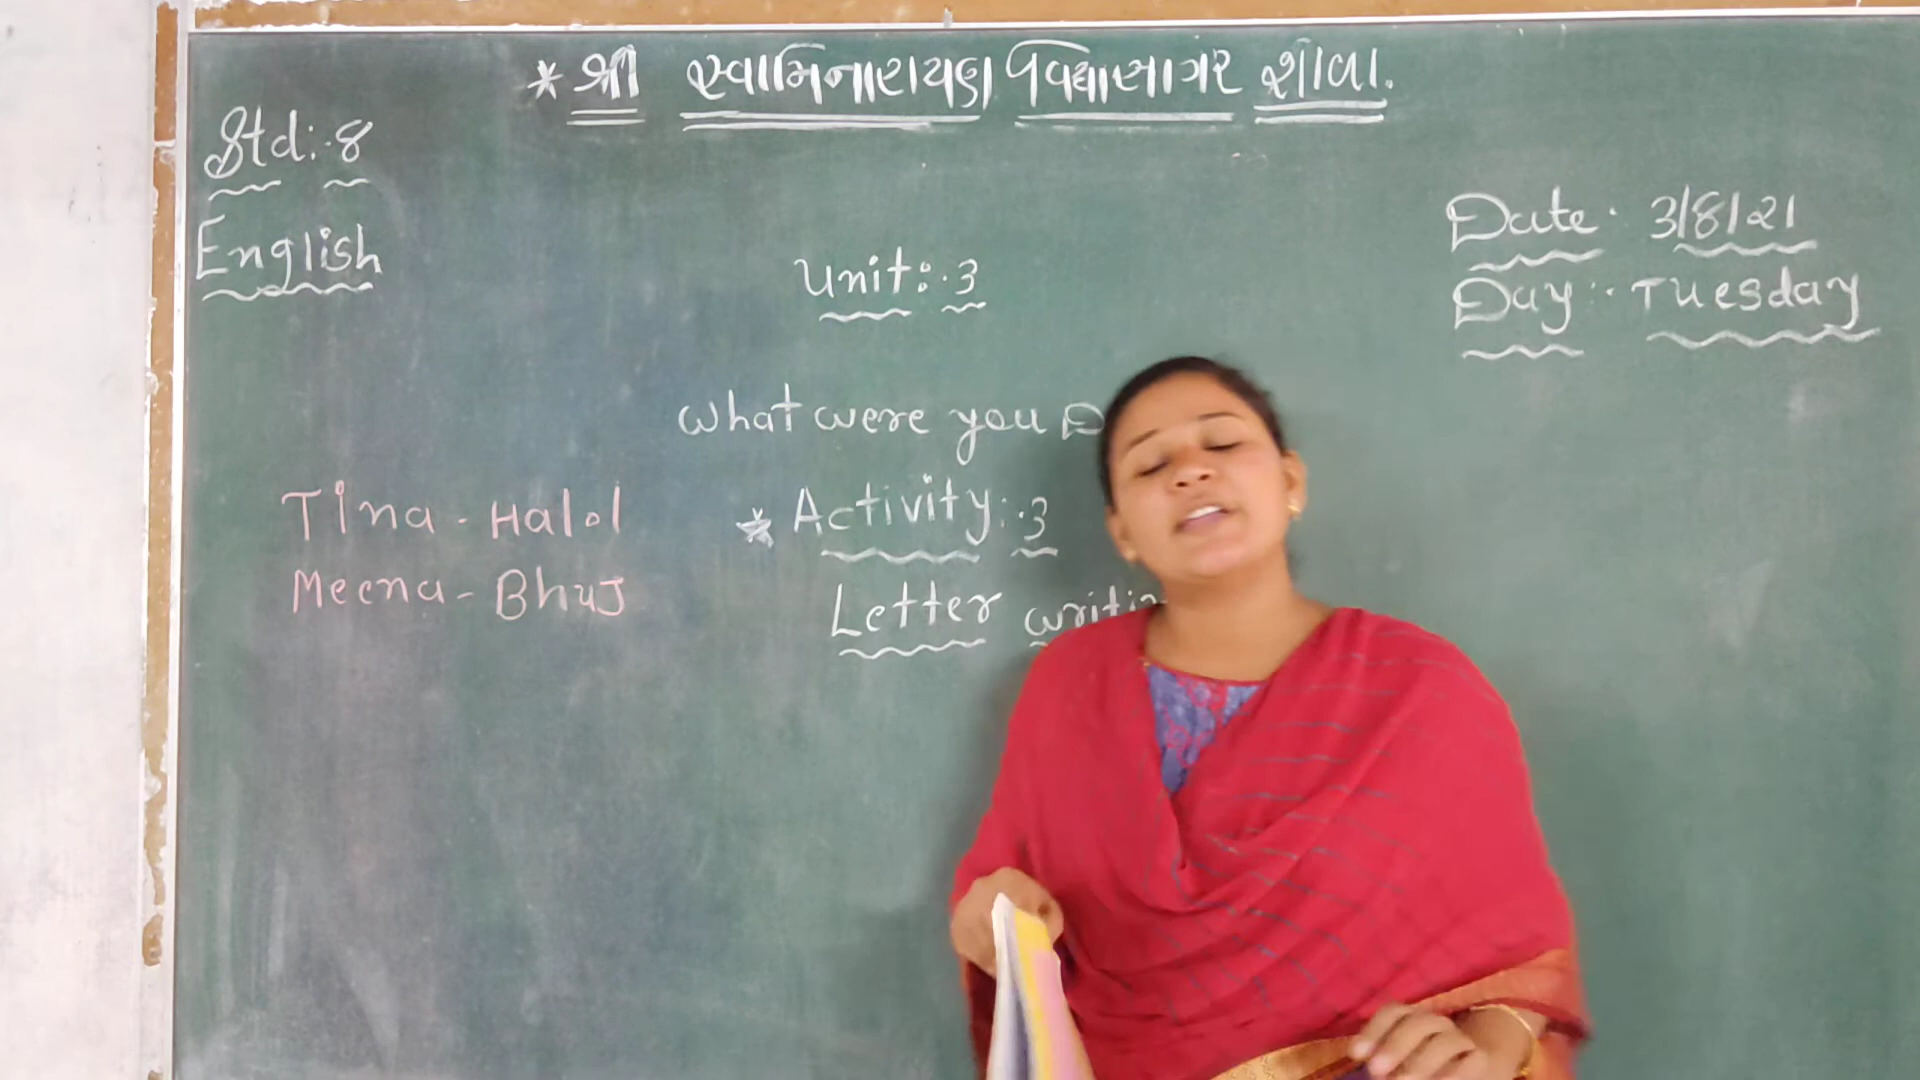 * શ્રી સ્વામિનારાયણ વિદ્યાસાગર શાળા.
Std:-8
English
Date:- 3/8/21
Day:- Tuesday
Unit:-3
What were you
* Activity:-3
Letter
Tina - Halol
Meena - Bhuj